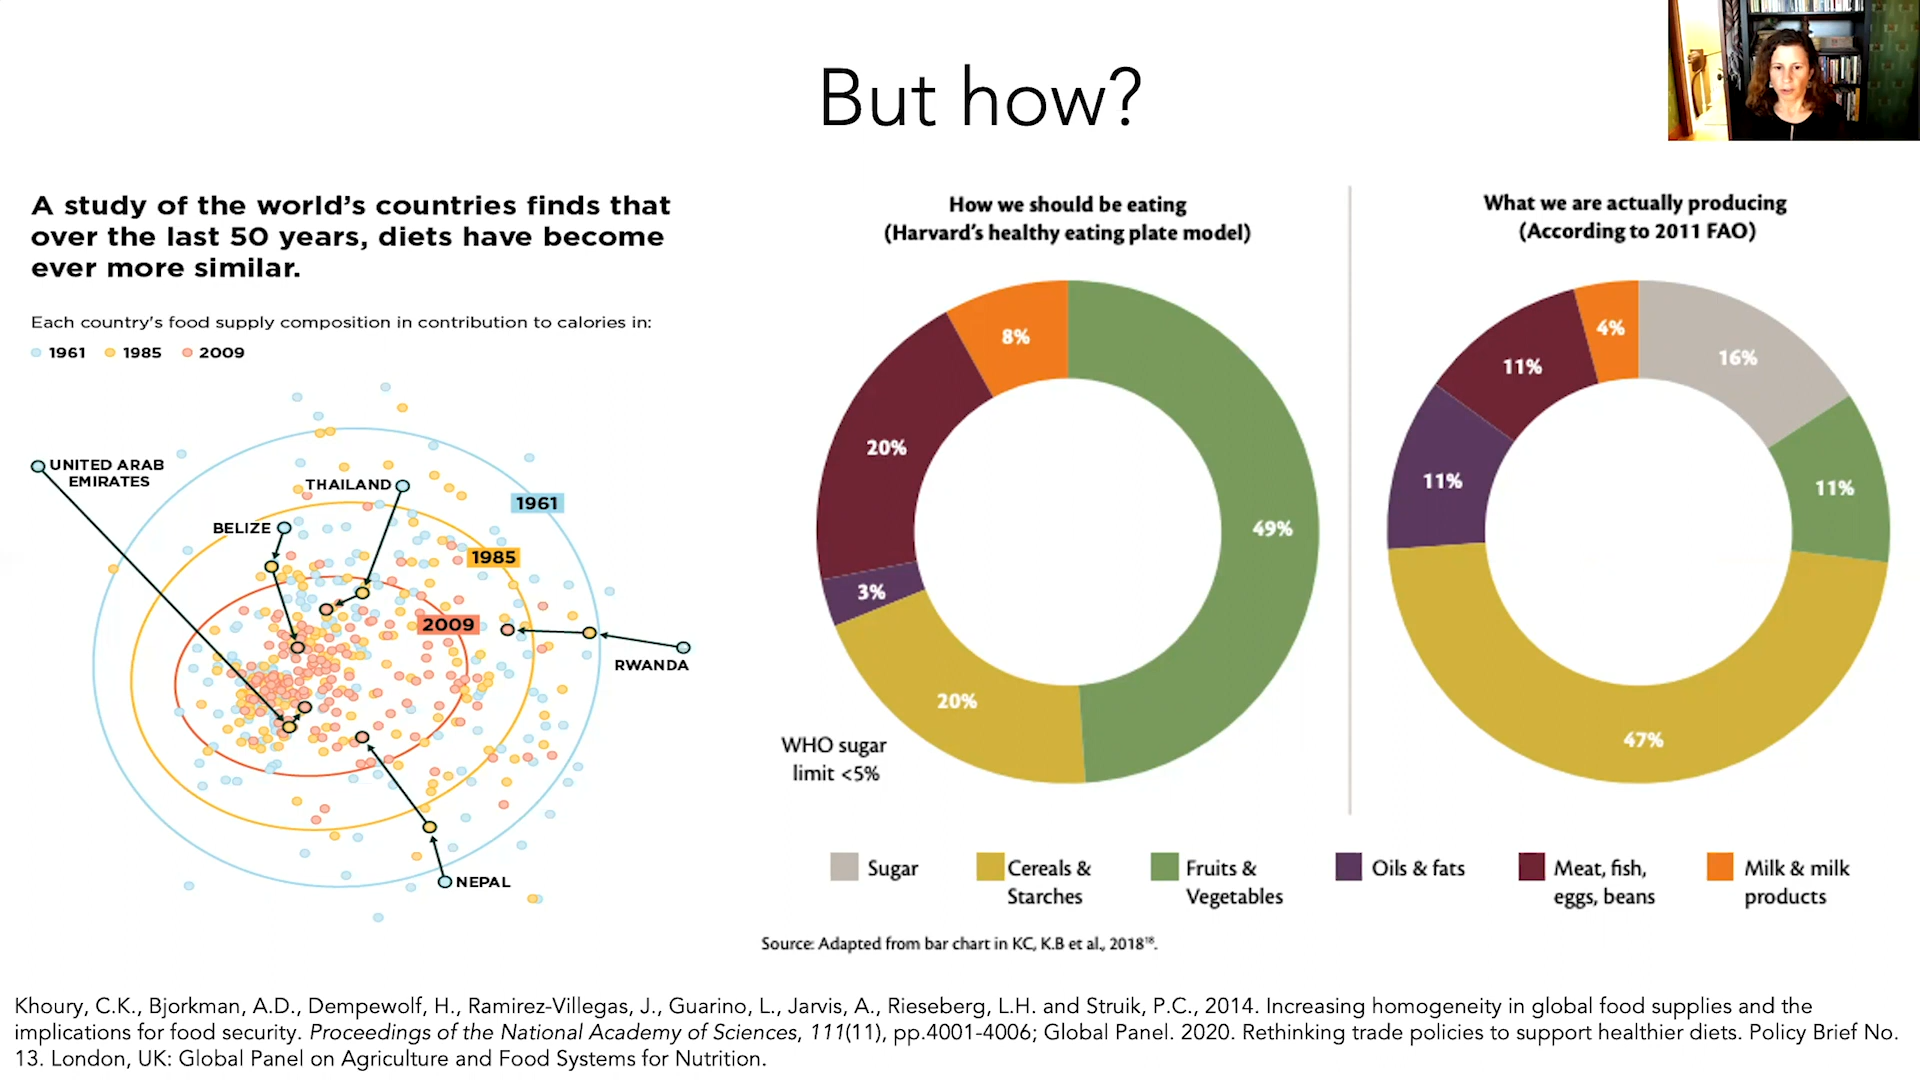 But how?
A study of the world's countries finds that
over the last 50 years, diets have become
ever more similar.
Each country's food supply composition in contribution to calories in:
1961 1985 2009
UNITED ARAB
EMIRATES
THAILAND
BELIZE
1961
1985
2009
RWANDA
NEPAL
How we should be eating
(Harvard's healthy eating plate model)
8%
20%
49%
3%
20%
WHO sugar
limit <5%
What we are actually producing
(According to 2011 FAO)
4%
16%
11%
11%
11%
47%
Sugar
Cereals &
Starches
Fruits &
Vegetables
Oils & fats
Meat, fish,
eggs, beans
Milk & milk
products
Source: Adapted from bar chart in KC, K.B et al., 2018¹⁸.
Khoury, C.K., Bjorkman, A.D., Dempewolf, H., Ramirez-Villegas, J., Guarino, L., Jarvis, A., Rieseberg, L.H. and Struik, P.C., 2014. Increasing homogeneity in global food supplies and the
implications for food security. Proceedings of the National Academy of Sciences, 111(11), pp.4001-4006; Global Panel. 2020. Rethinking trade policies to support healthier diets. Policy Brief No.
13. London, UK: Global Panel on Agriculture and Food Systems for Nutrition.